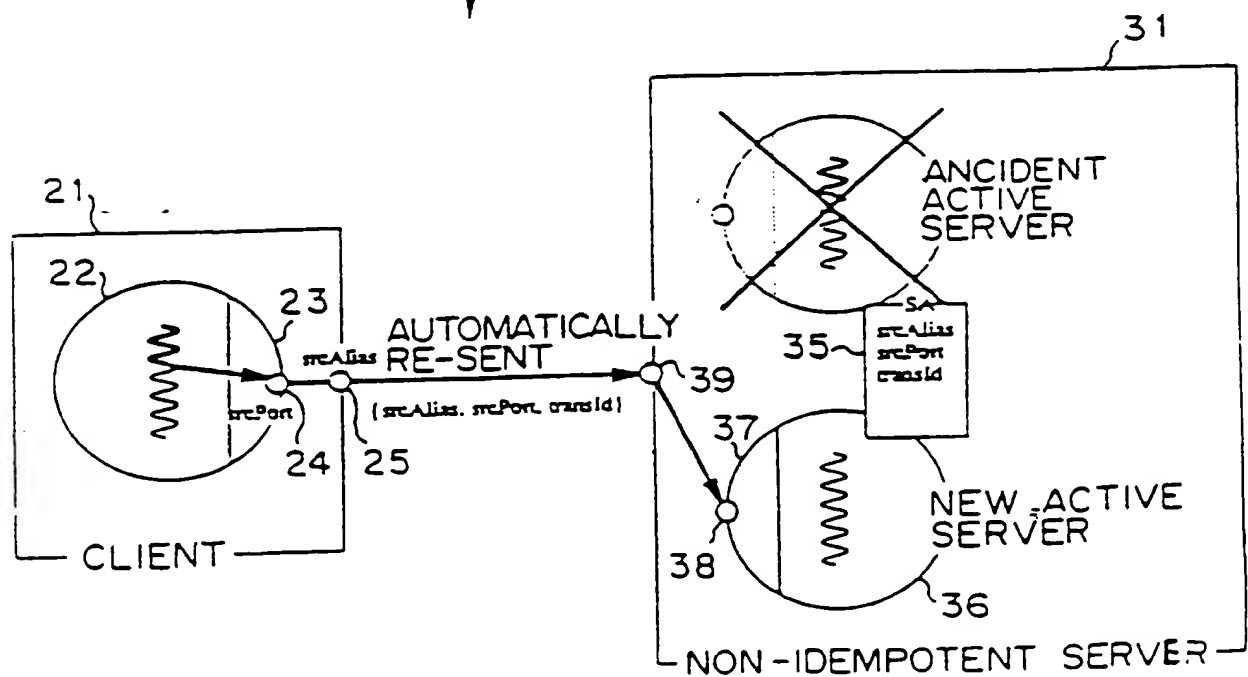 31
21
22
23
ANCIDENT
ACTIVE
SERVER
SA
srcAlias
srcPort
transId
35
srcAlias
AUTOMATICALLY
RE-SENT
39
srcPort
(srcAlias, srcPort, transId)
24
25
37
38
NEW-ACTIVE
SERVER
36
CLIENT
NON-IDEMPOTENT SERVER